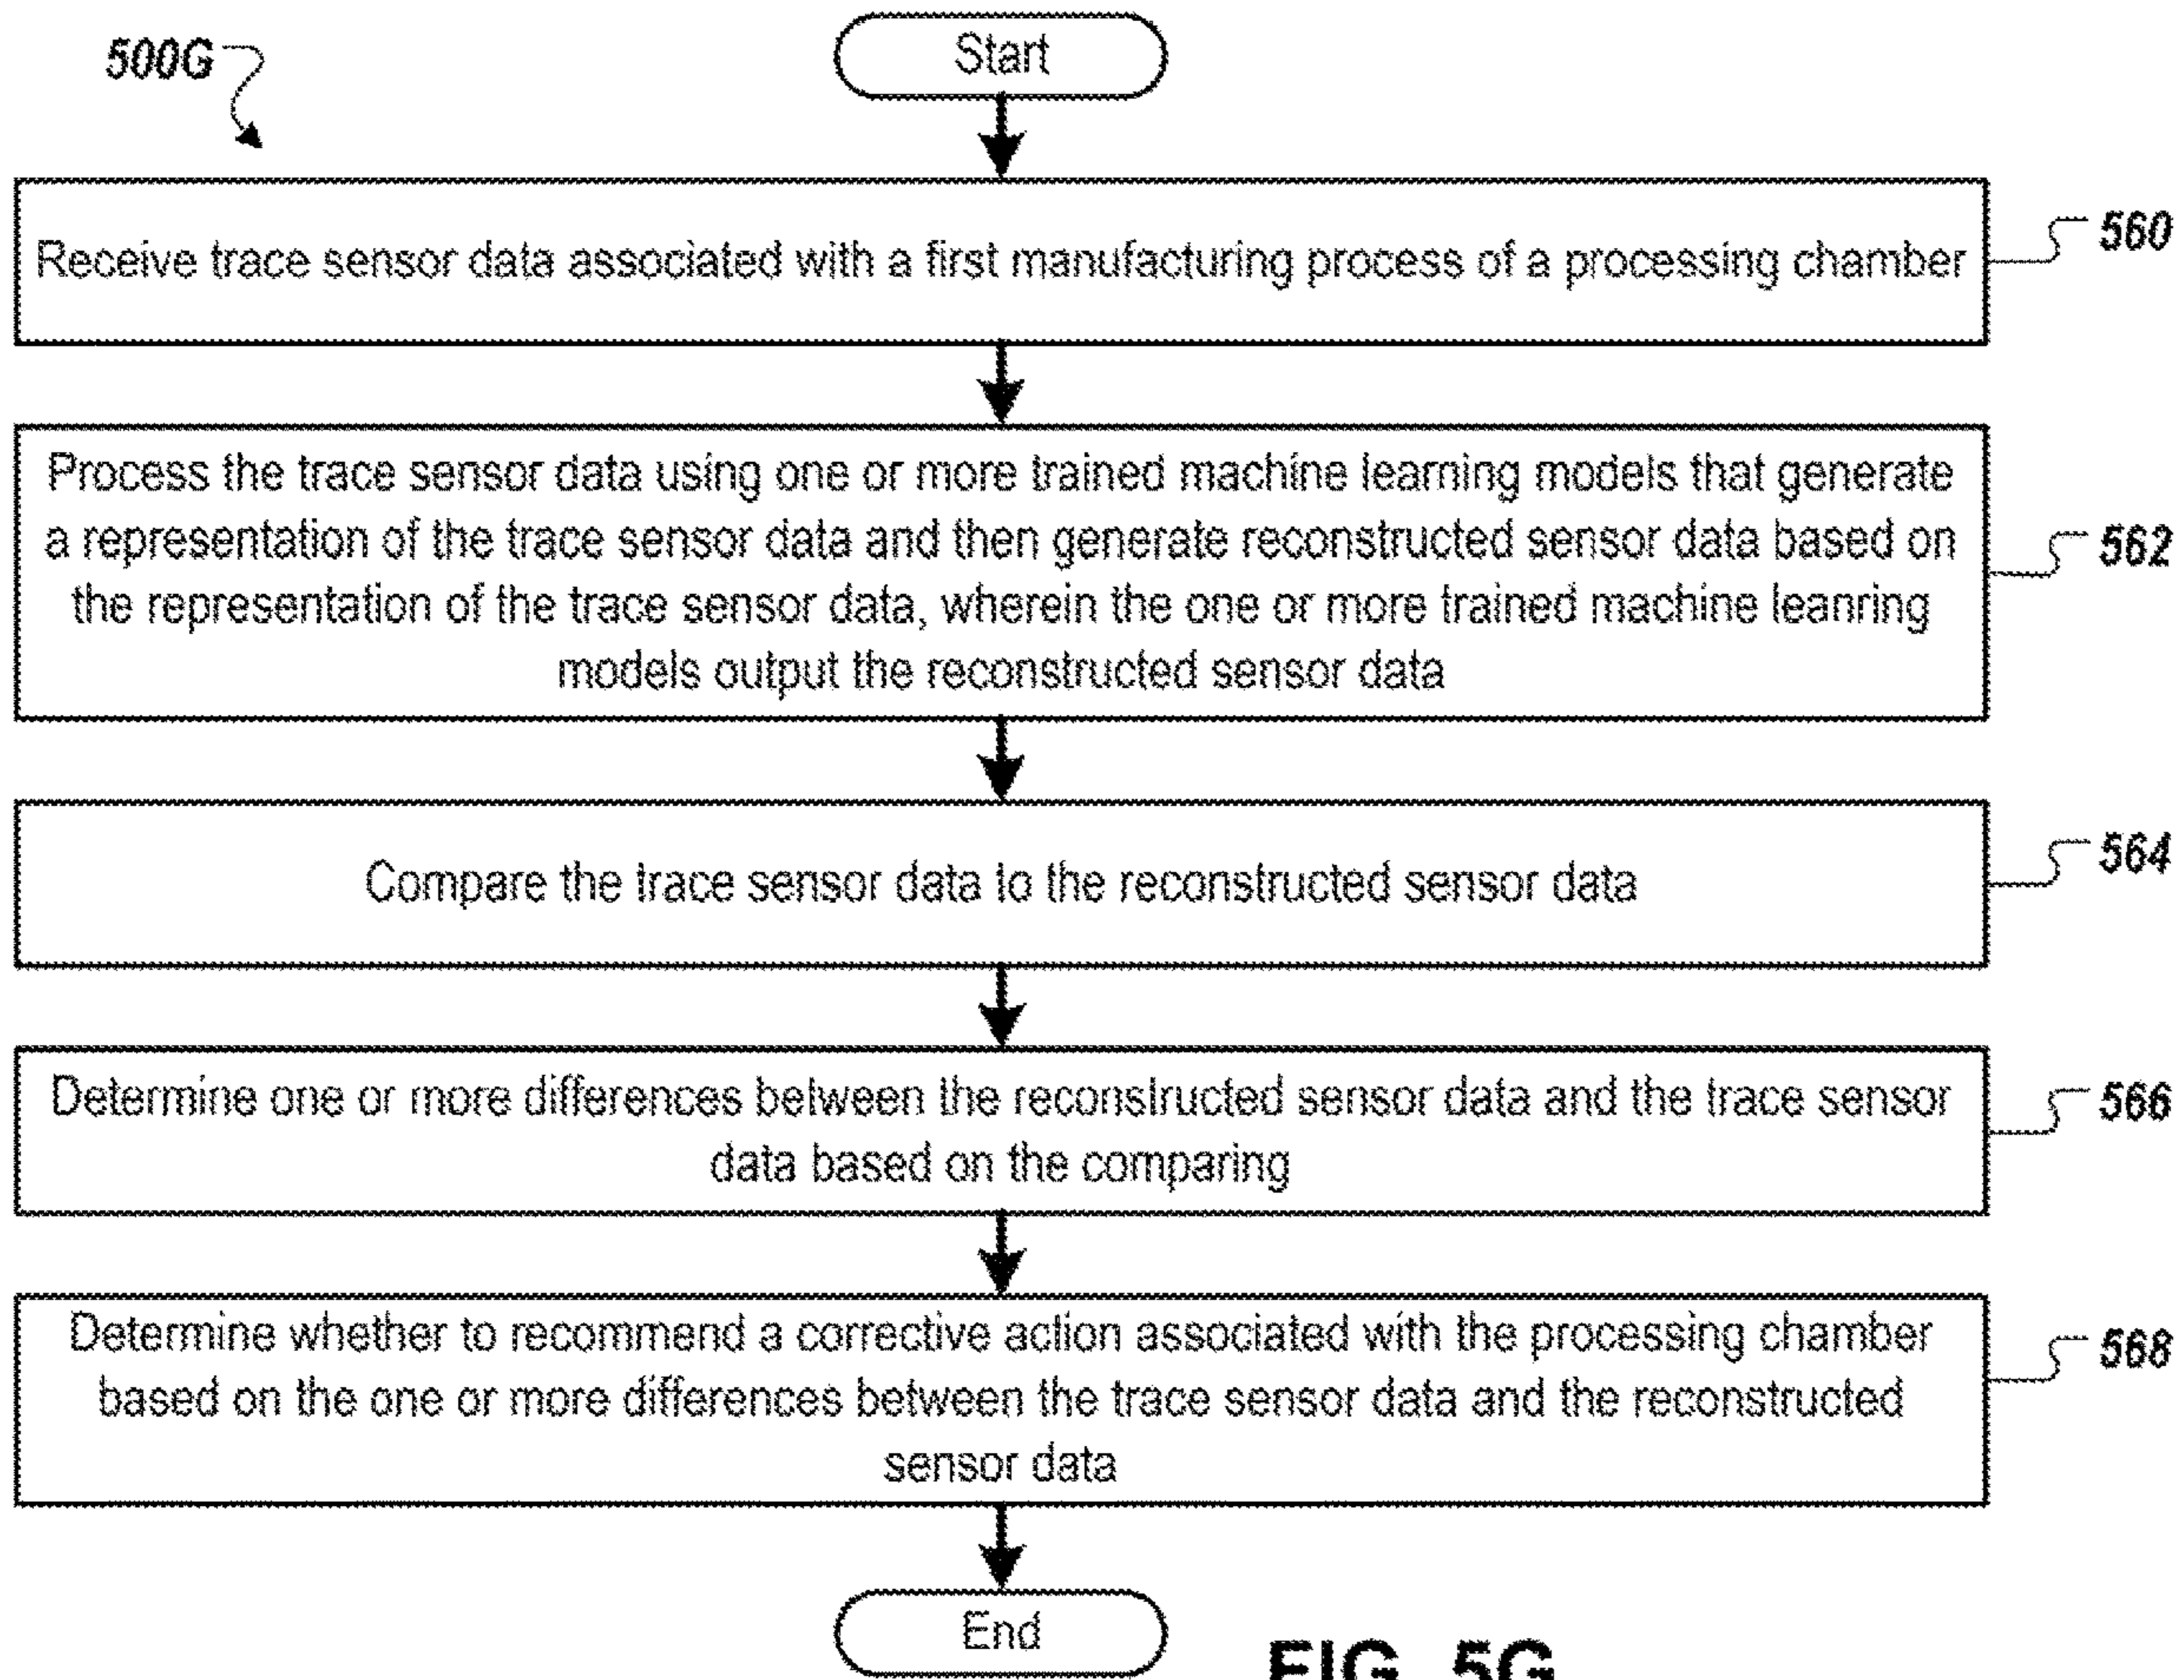 500G
Start
Receive trace sensor data associated with a first manufacturing process of a processing chamber
560
Process the trace sensor data using one or more trained machine learning models that generate
a representation of the trace sensor data and then generate reconstructed sensor data based on
the representation of the trace sensor data, wherein the one or more trained machine leanring
models output the reconstructed sensor data
562
Compare the trace sensor data to the reconstructed sensor data
564
Determine one or more differences between the reconstructed sensor data and the trace sensor
data based on the comparing
566
Determine whether to recommend a corrective action associated with the processing chamber
based on the one or more differences between the trace sensor data and the reconstructed
sensor data
568
End
FIG. 5G